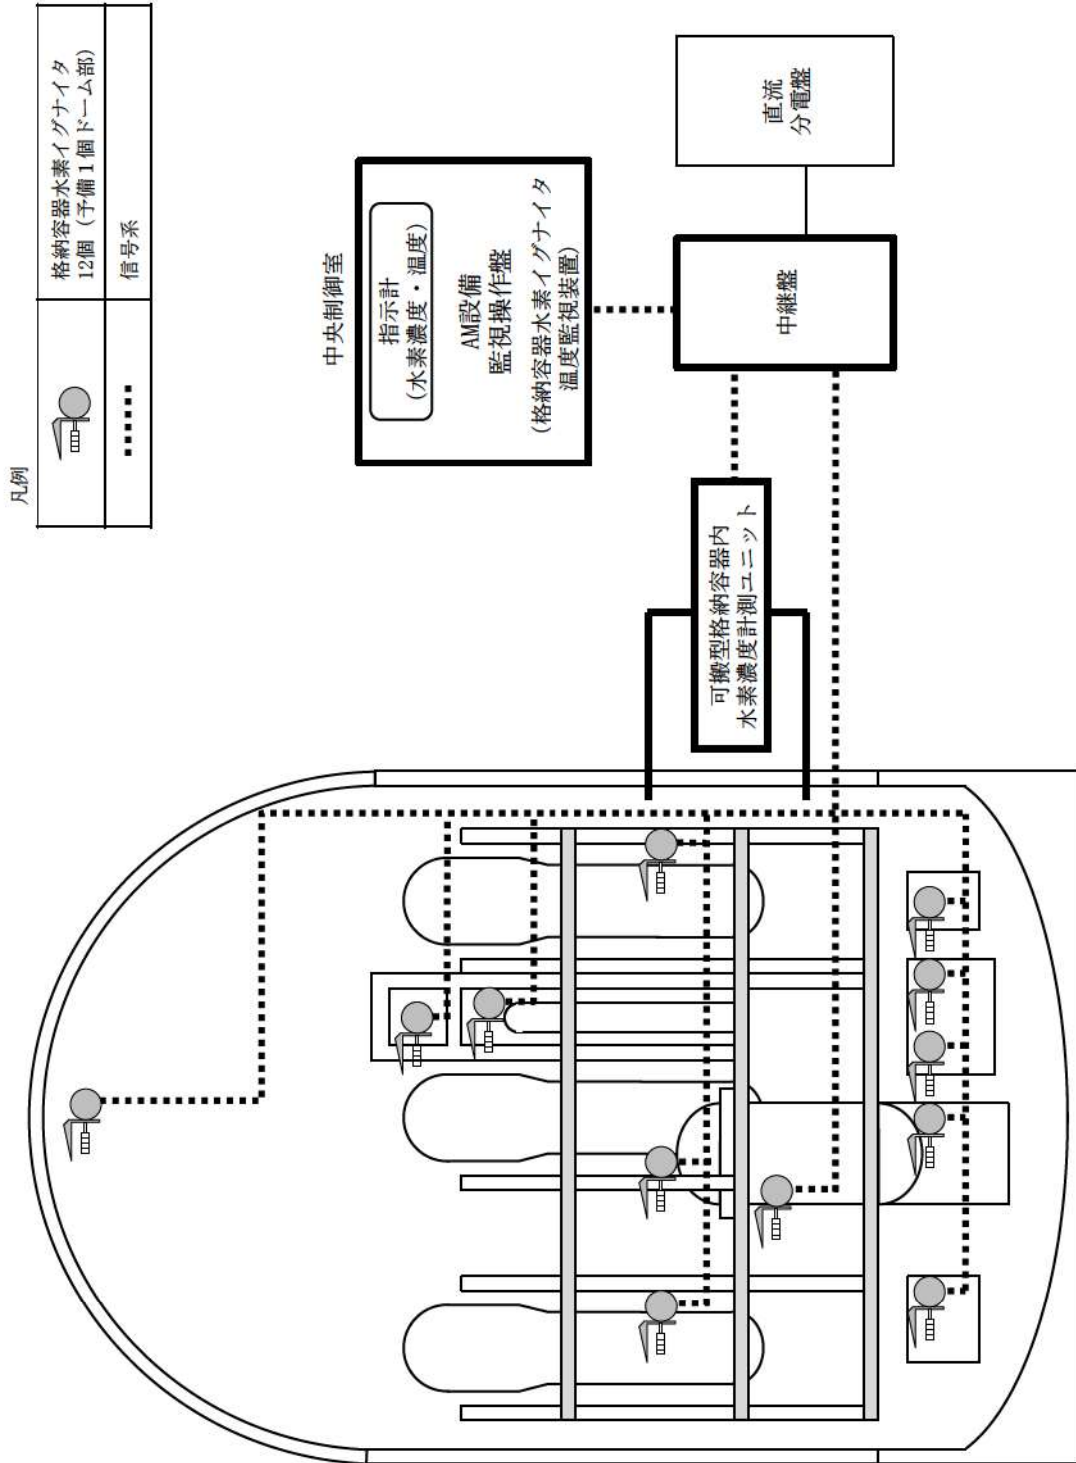 凡例
格納容器水素イグナイタ
12個（予備１個ドーム部）
信号系
中央制御室
指示計
(水素濃度・温度)
AM設備
監視操作盤
(格納容器水素イグナイタ
温度監視装置)
直流
分電盤
中継盤
可搬型格納容器内
水素濃度計測ユニット